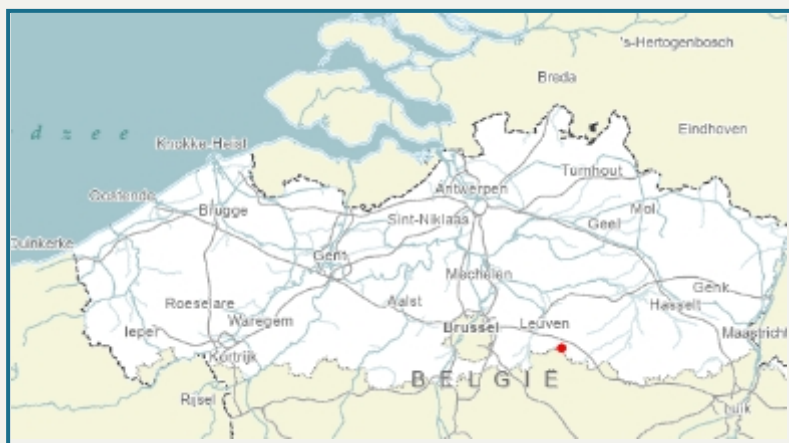 's-Hertogenbosch
Breda
d z e e
Eindhoven
Knokke-Heist
Turnhout
Antwerpen
Oostende
Brugge
Sint-Niklaas
Mol
Geel
Duinkerke
Gent
Mechelen
Genk
Roeselare
Aalst
Hasselt
Ieper
Waregem
Brussel
Leuven
Maastricht
Kortrijk
BELGIË
Rijsel
Luik